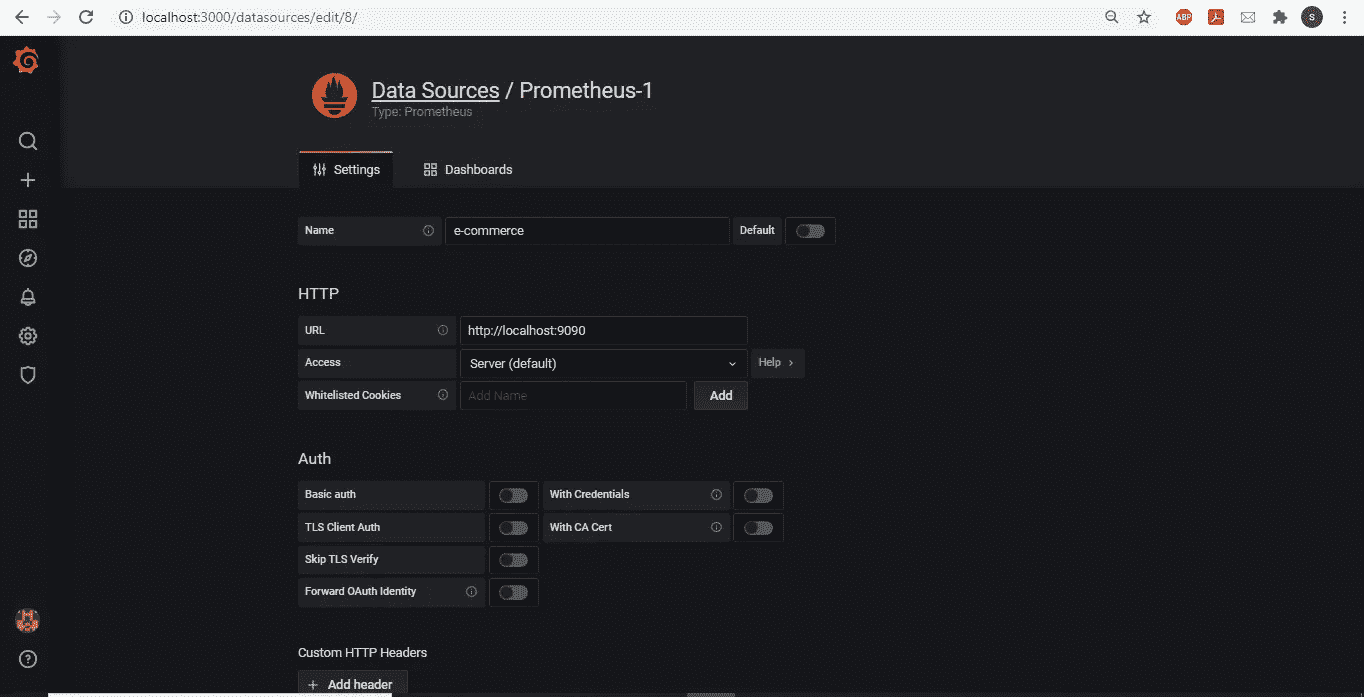 localhost:3000/datasources/edit/8/
ABP
S
Data Sources / Prometheus-1
Type: Prometheus
Settings Dashboards
Name e-commerce Default
HTTP
URL http://localhost:9090
Access Server (default) Help
Whitelisted Cookies Add Name Add
Auth
Basic auth With Credentials
TLS Client Auth With CA Cert
Skip TLS Verify
Forward OAuth Identity
Custom HTTP Headers
+ Add header